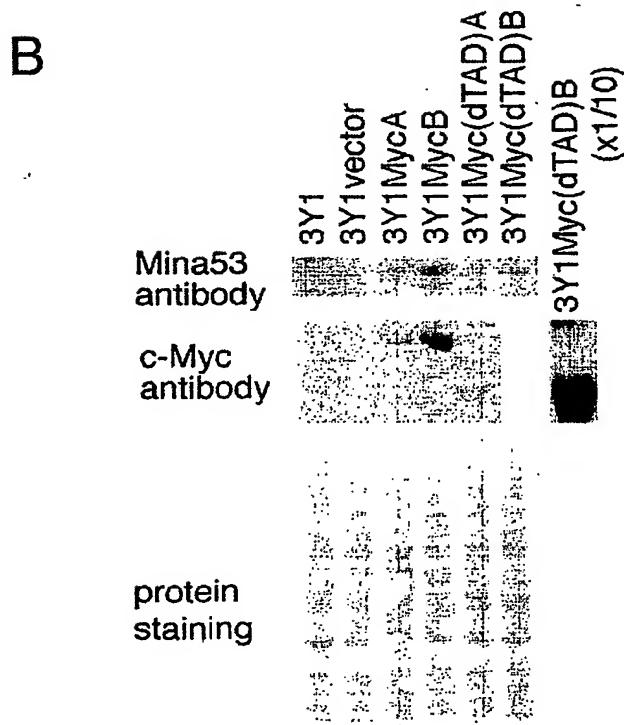 B
3Y1
3Y1vector
3Y1MycA
3Y1MycB
3Y1Myc(dTAD)A
3Y1Myc(dTAD)B
3Y1Myc(dTAD)B
(x1/10)
Mina53
antibody
c-Myc
antibody
protein
staining